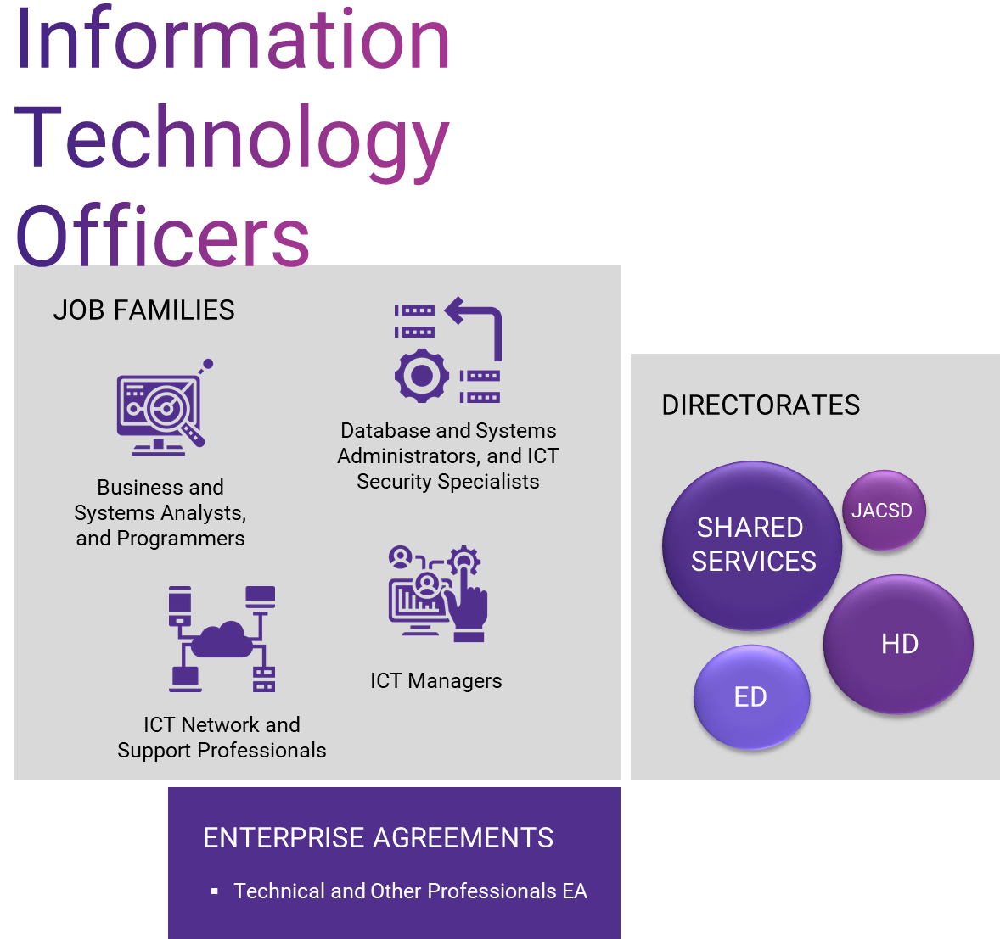 Information
Technology
Officers
JOB FAMILIES
Business and
Systems Analysts,
and Programmers
Database and Systems
Administrators, and ICT
Security Specialists
ICT Network and
Support Professionals
ICT Managers
DIRECTORATES
SHARED
SERVICES
JACSD
HD
ED
ENTERPRISE AGREEMENTS
▪ Technical and Other Professionals EA